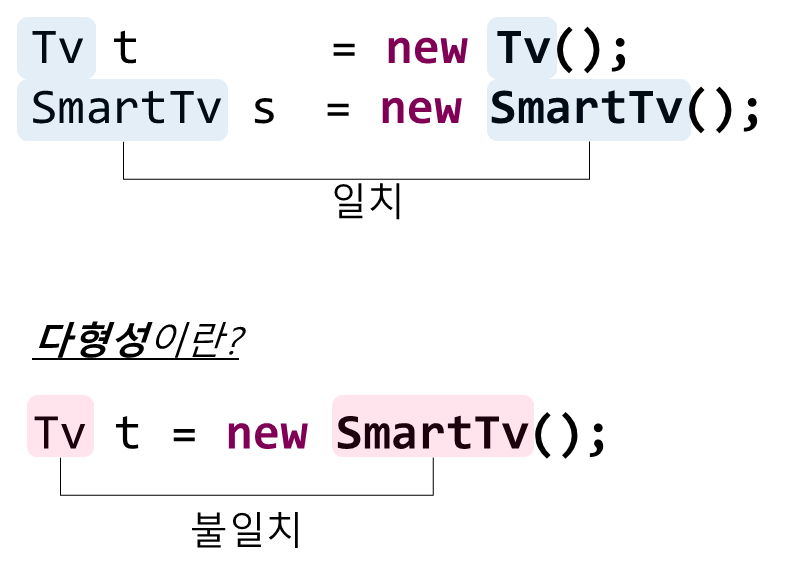 Tv t = new Tv();
SmartTv s = new SmartTv();
일치
다형성이란?
Tv t = new SmartTv();
불일치